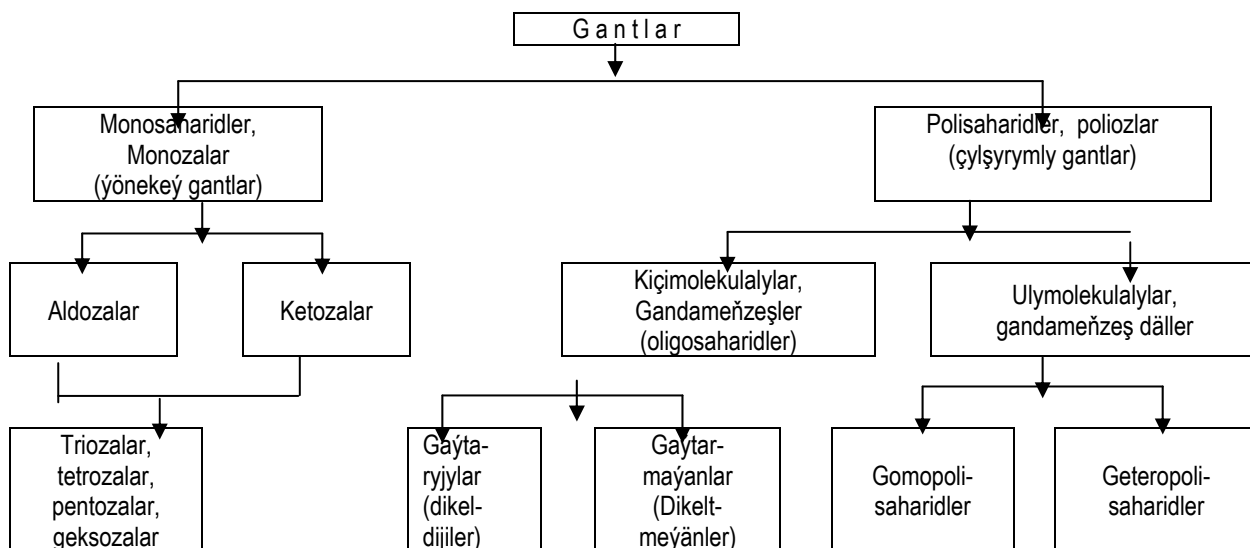 G a n t l a r
Monosaharidler,
Monozalar
(ýönekeý gantlar)
Polisaharidler, poliozlar
(çylşyrymly gantlar)
Aldozalar
Ketozalar
Kiçimolekulalylar,
Gandameňzeşler
(oligosaharidler)
Ulymolekulalylar,
gandameňzeş däller
Triozalar,
tetrozalar,
pentozalar,
geksozalar
Gaýta-
ryjylar
(dikel-
dijiler)
Gaýtar-
maýanlar
(Dikelt-
meýänler)
Gomopoli-
saharidler
Geteropoli-
saharidler